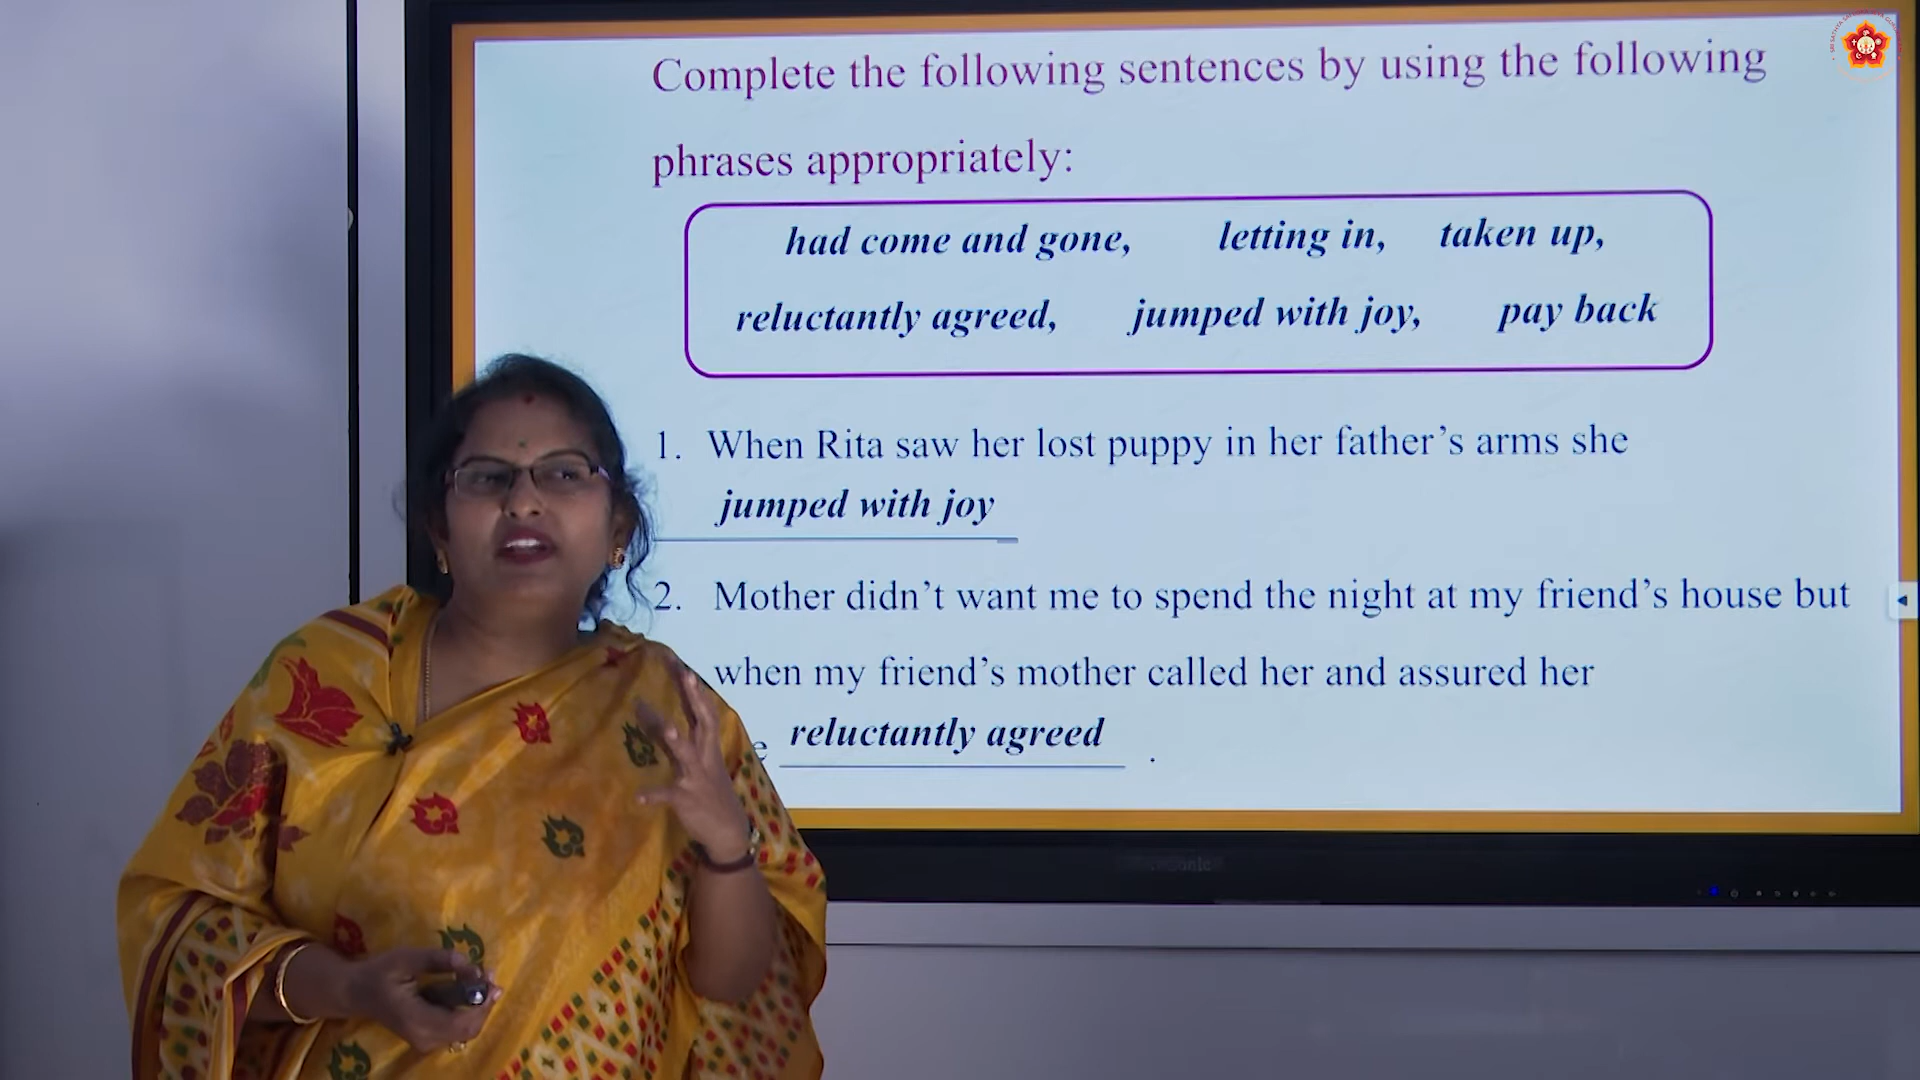 Complete the following sentences by using the following
phrases appropriately:
had come and gone, letting in, taken up,
reluctantly agreed, jumped with joy, pay back
1. When Rita saw her lost puppy in her father’s arms she
jumped with joy
2. Mother didn’t want me to spend the night at my friend’s house but
when my friend’s mother called her and assured her
reluctantly agreed .